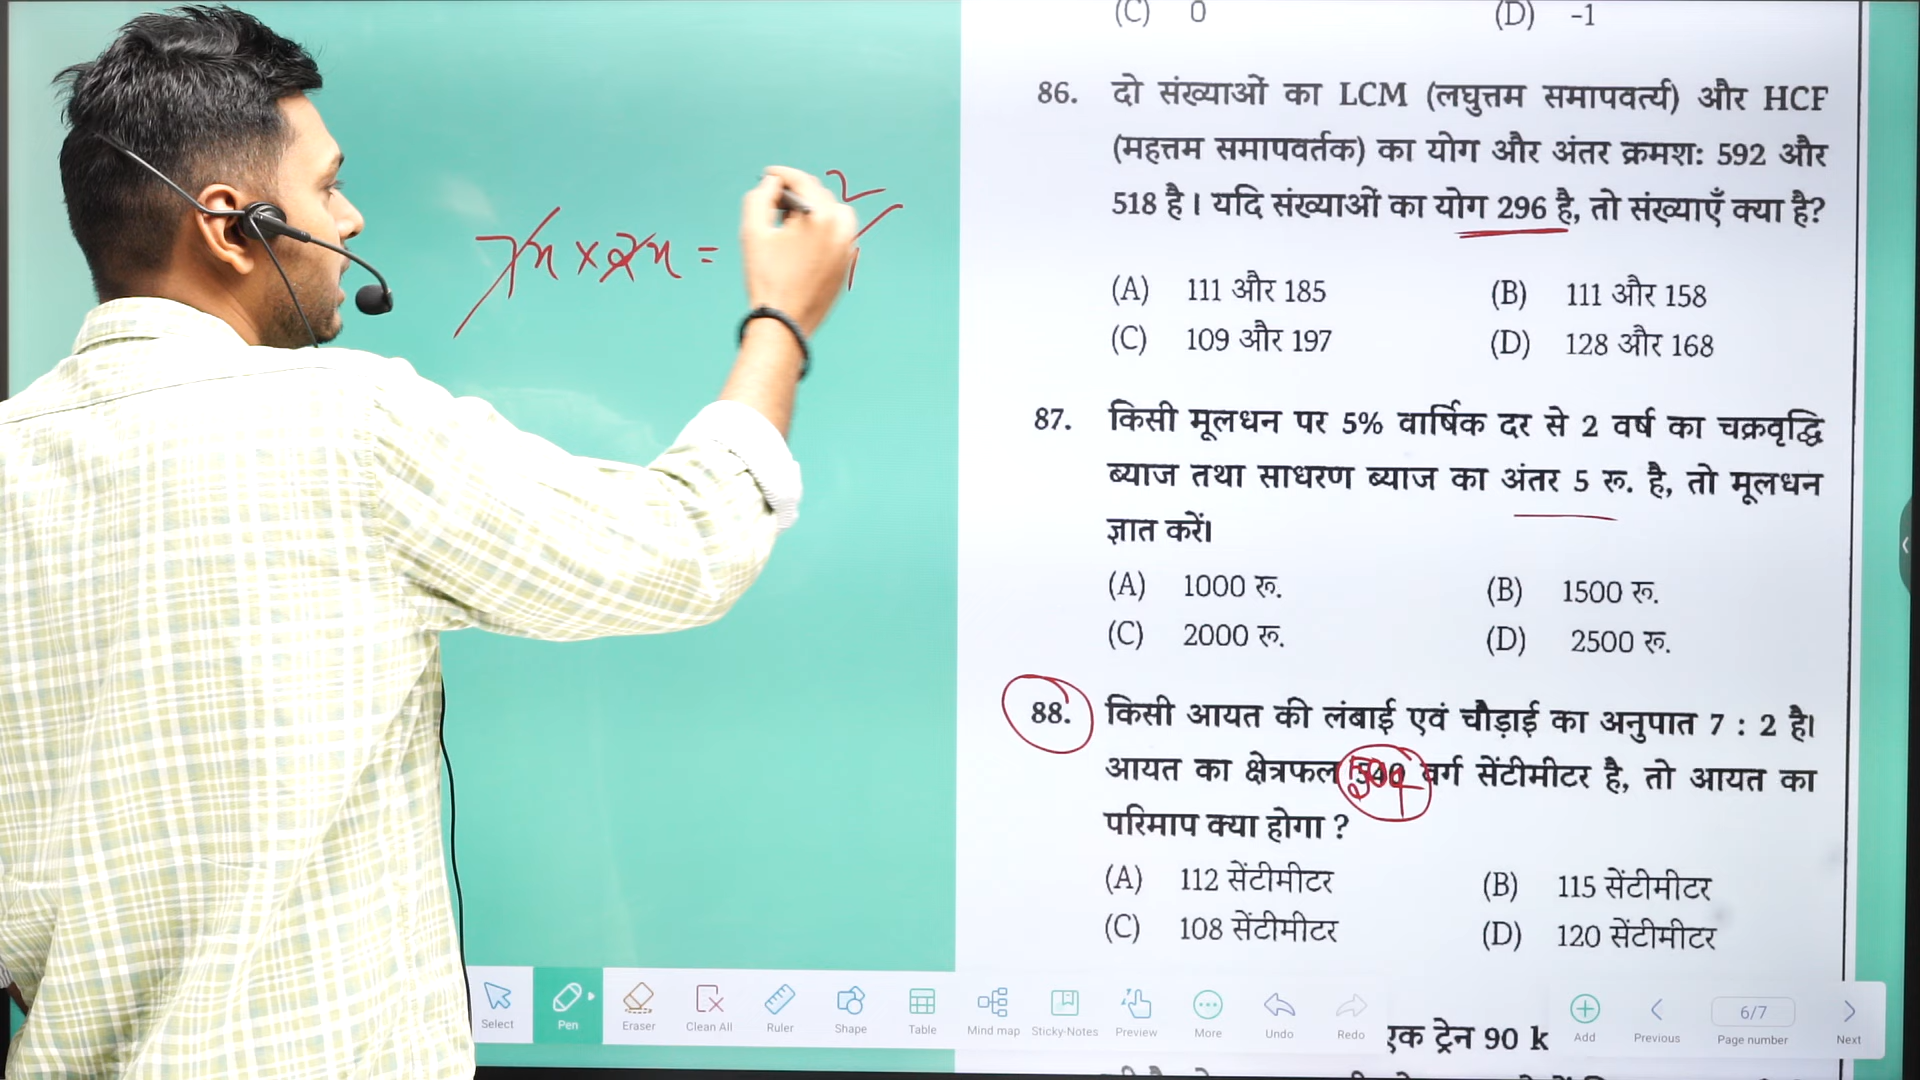 (C) 0 (D) -1
86. दो संख्याओं का LCM (लघुत्तम समापवर्त्य) और HCF
(महत्तम समापवर्तक) का योग और अंतर क्रमश: 592 और
518 है। यदि संख्याओं का योग 296 है, तो संख्याएँ क्या है?
(A) 111 और 185 (B) 111 और 158
(C) 109 और 197 (D) 128 और 168
87. किसी मूलधन पर 5% वार्षिक दर से 2 वर्ष का चक्रवृद्धि
ब्याज तथा साधारण ब्याज का अंतर 5 रू. है, तो मूलधन
ज्ञात करें।
(A) 1000 रू. (B) 1500 रू.
(C) 2000 रू. (D) 2500 रू.
88. किसी आयत की लंबाई एवं चौड़ाई का अनुपात 7 : 2 है।
आयत का क्षेत्रफल 504 वर्ग सेंटीमीटर है, तो आयत का
परिमाप क्या होगा ?
(A) 112 सेंटीमीटर (B) 115 सेंटीमीटर
(C) 108 सेंटीमीटर (D) 120 सेंटीमीटर
एक ट्रेन 90 k
7x × 2x =
2
Select Pen Eraser Clean All Ruler Shape Table Mind map Sticky-Notes Preview More Undo Redo Add Previous 6/7 Page number Next